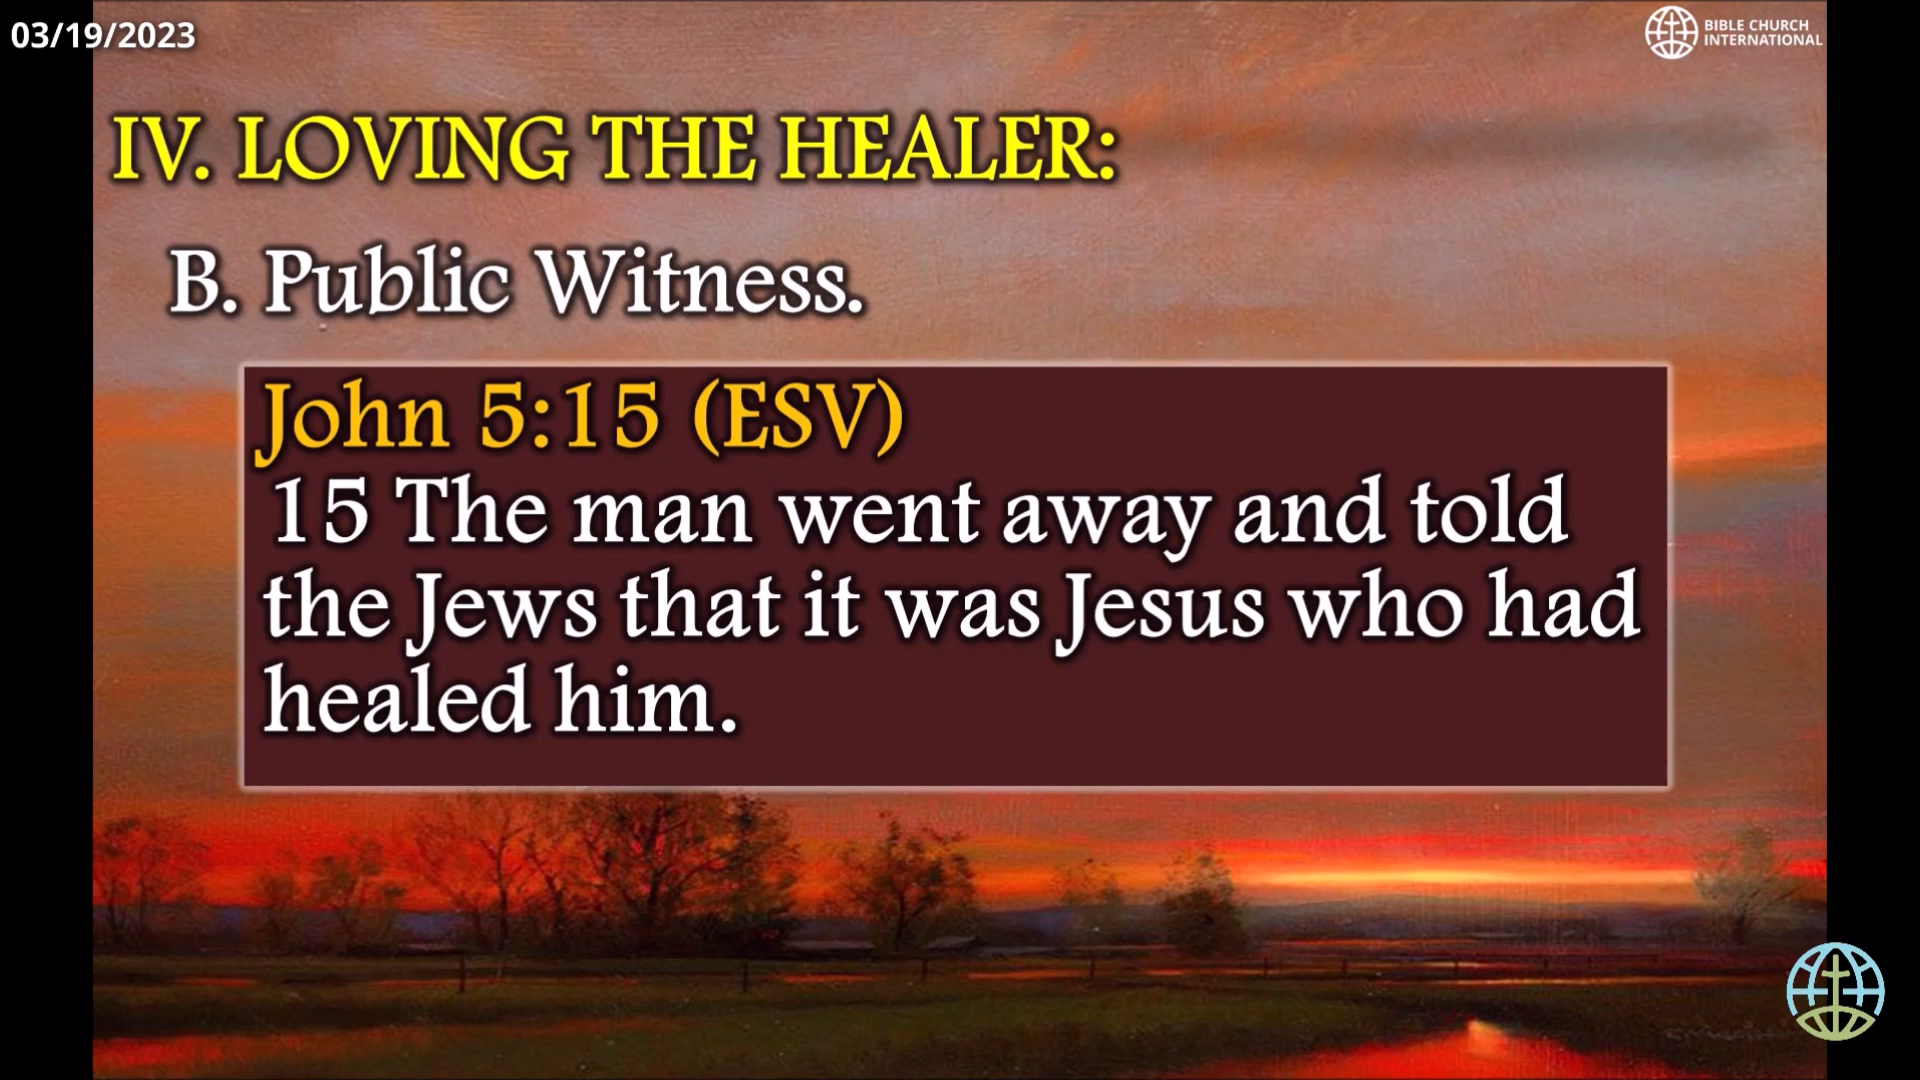 03/19/2023
BIBLE CHURCH
INTERNATIONAL
IV. LOVING THE HEALER:
B. Public Witness.
John 5:15 (ESV)
15 The man went away and told
the Jews that it was Jesus who had
healed him.